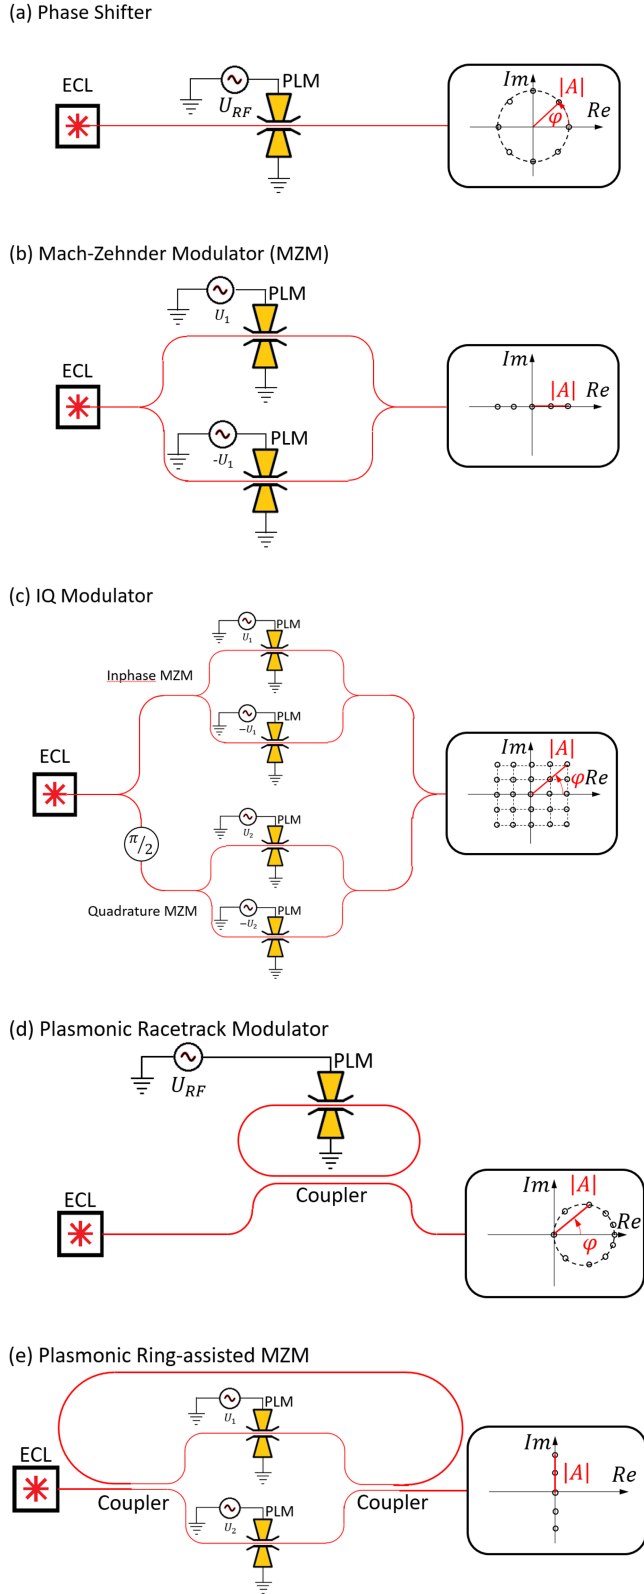 (a) Phase Shifter
ECL
PLM
U_RF
Im
|A|
Re
φ
(b) Mach-Zehnder Modulator (MZM)
PLM
U_1
ECL
Im
|A|
Re
PLM
-U_1
(c) IQ Modulator
PLM
U_1
Inphase MZM
PLM
−U_1
ECL
Im
|A|
φ
Re
π/2
PLM
U_2
Quadrature MZM
PLM
−U_2
(d) Plasmonic Racetrack Modulator
PLM
U_RF
ECL
Coupler
Im
|A|
Re
φ
(e) Plasmonic Ring-assisted MZM
PLM
U_1
ECL
Coupler
Coupler
Im
|A|
Re
PLM
U_2